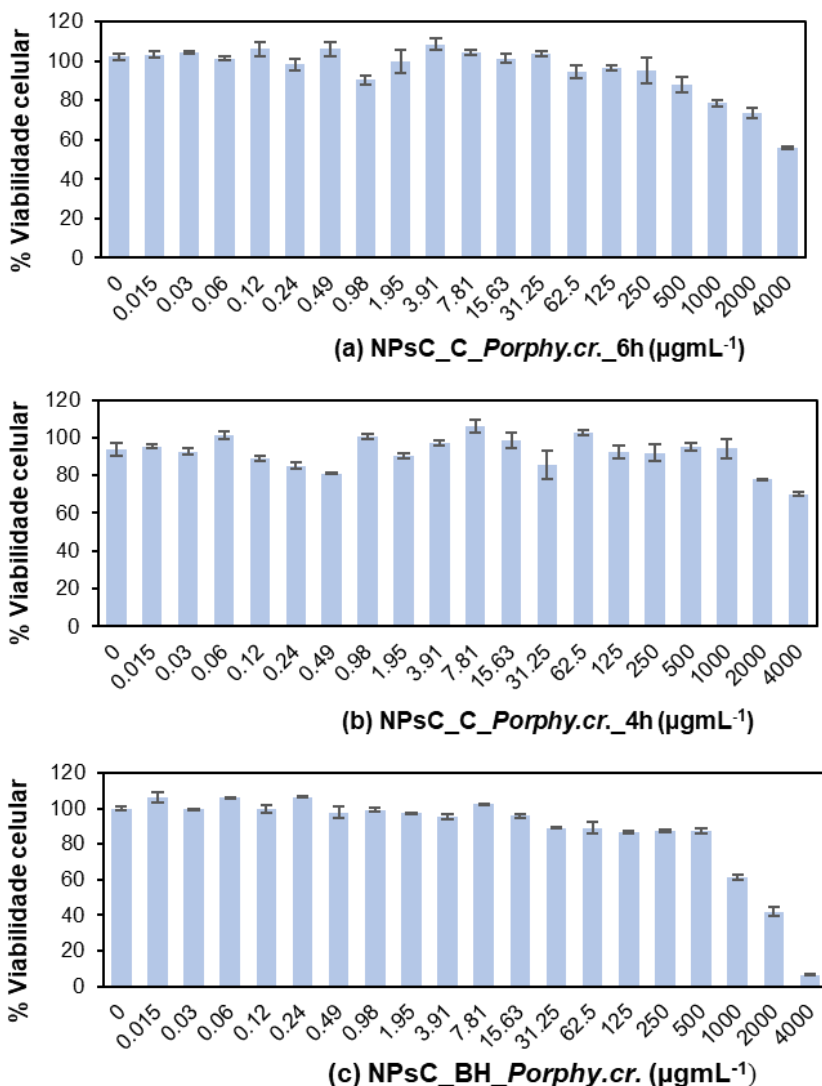 % Viabilidade celular
120
100
80
60
40
20
0
0 0.015 0.03 0.06 0.12 0.24 0.49 0.98 1.95 3.91 7.81 15.63 31.25 62.5 125 250 500 1000 2000 4000
(a) NPsC_C_Porphy.cr._6h (µgmL⁻¹)
% Viabilidade celular
120
100
80
60
40
20
0
0 0.015 0.03 0.06 0.12 0.24 0.49 0.98 1.95 3.91 7.81 15.63 31.25 62.5 125 250 500 1000 2000 4000
(b) NPsC_C_Porphy.cr._4h (µgmL⁻¹)
% Viabilidade celular
120
100
80
60
40
20
0
0 0.015 0.03 0.06 0.12 0.24 0.49 0.98 1.95 3.91 7.81 15.63 31.25 62.5 125 250 500 1000 2000 4000
(c) NPsC_BH_Porphy.cr. (µgmL⁻¹)